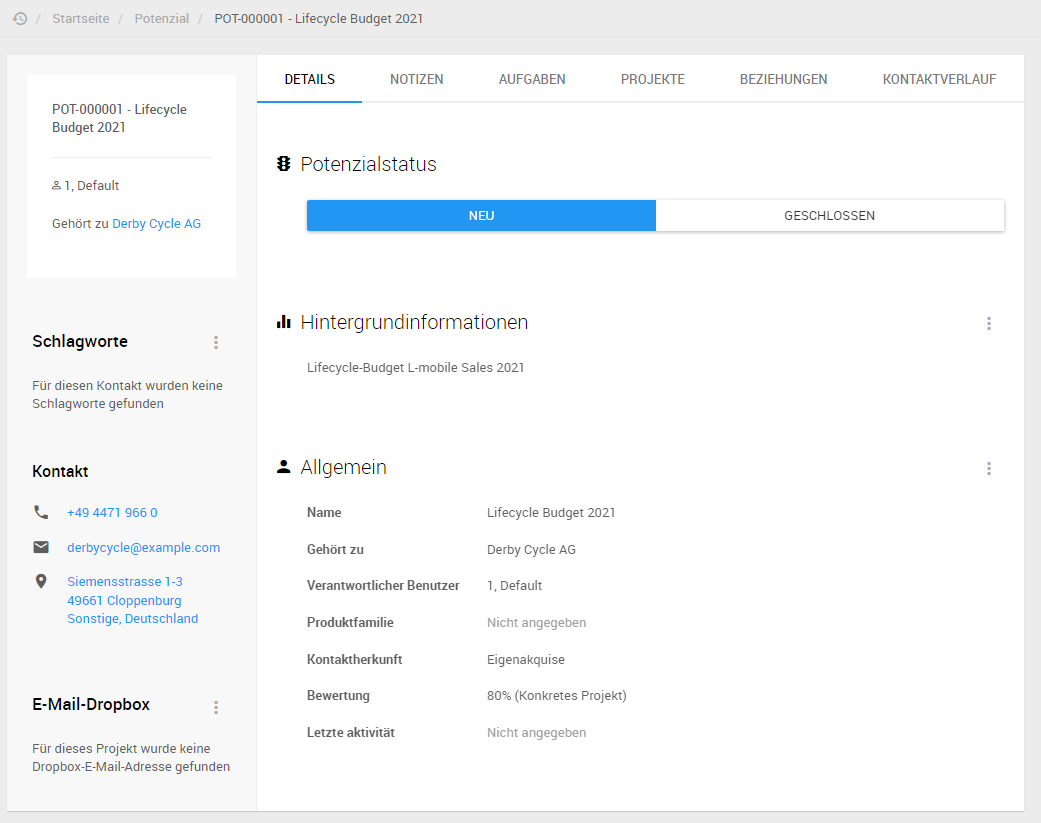 / Startseite / Potenzial / POT-000001 - Lifecycle Budget 2021
POT-000001 - Lifecycle
Budget 2021
1, Default
Gehört zu Derby Cycle AG
Schlagworte
Für diesen Kontakt wurden keine
Schlagworte gefunden
Kontakt
+49 4471 966 0
derbycycle@example.com
Siemensstrasse 1-3
49661 Cloppenburg
Sonstige, Deutschland
E-Mail-Dropbox
Für dieses Projekt wurde keine
Dropbox-E-Mail-Adresse gefunden
DETAILS NOTIZEN AUFGABEN PROJEKTE BEZIEHUNGEN KONTAKTVERLAUF
Potenzialstatus
NEU GESCHLOSSEN
Hintergrundinformationen
Lifecycle-Budget L-mobile Sales 2021
Allgemein
Name Lifecycle Budget 2021
Gehört zu Derby Cycle AG
Verantwortlicher Benutzer 1, Default
Produktfamilie Nicht angegeben
Kontaktherkunft Eigenakquise
Bewertung 80% (Konkretes Projekt)
Letzte aktivität Nicht angegeben